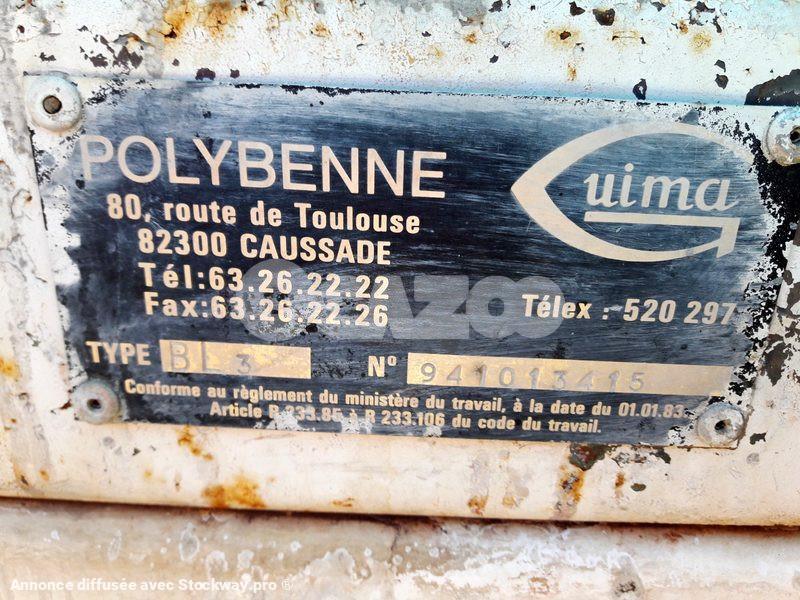 POLYBENNE
Guima
80, route de Toulouse
82300 CAUSSADE
Tél:63.26.22.22
Fax:63.26.22.26
Télex : 520 297
TYPE BL3 N° 941013415
Conforme au règlement du ministère du travail, à la date du 01.01.83.
Article R 233.85 à R 233.106 du code du travail.
Annonce diffusée avec Stockway.pro ®